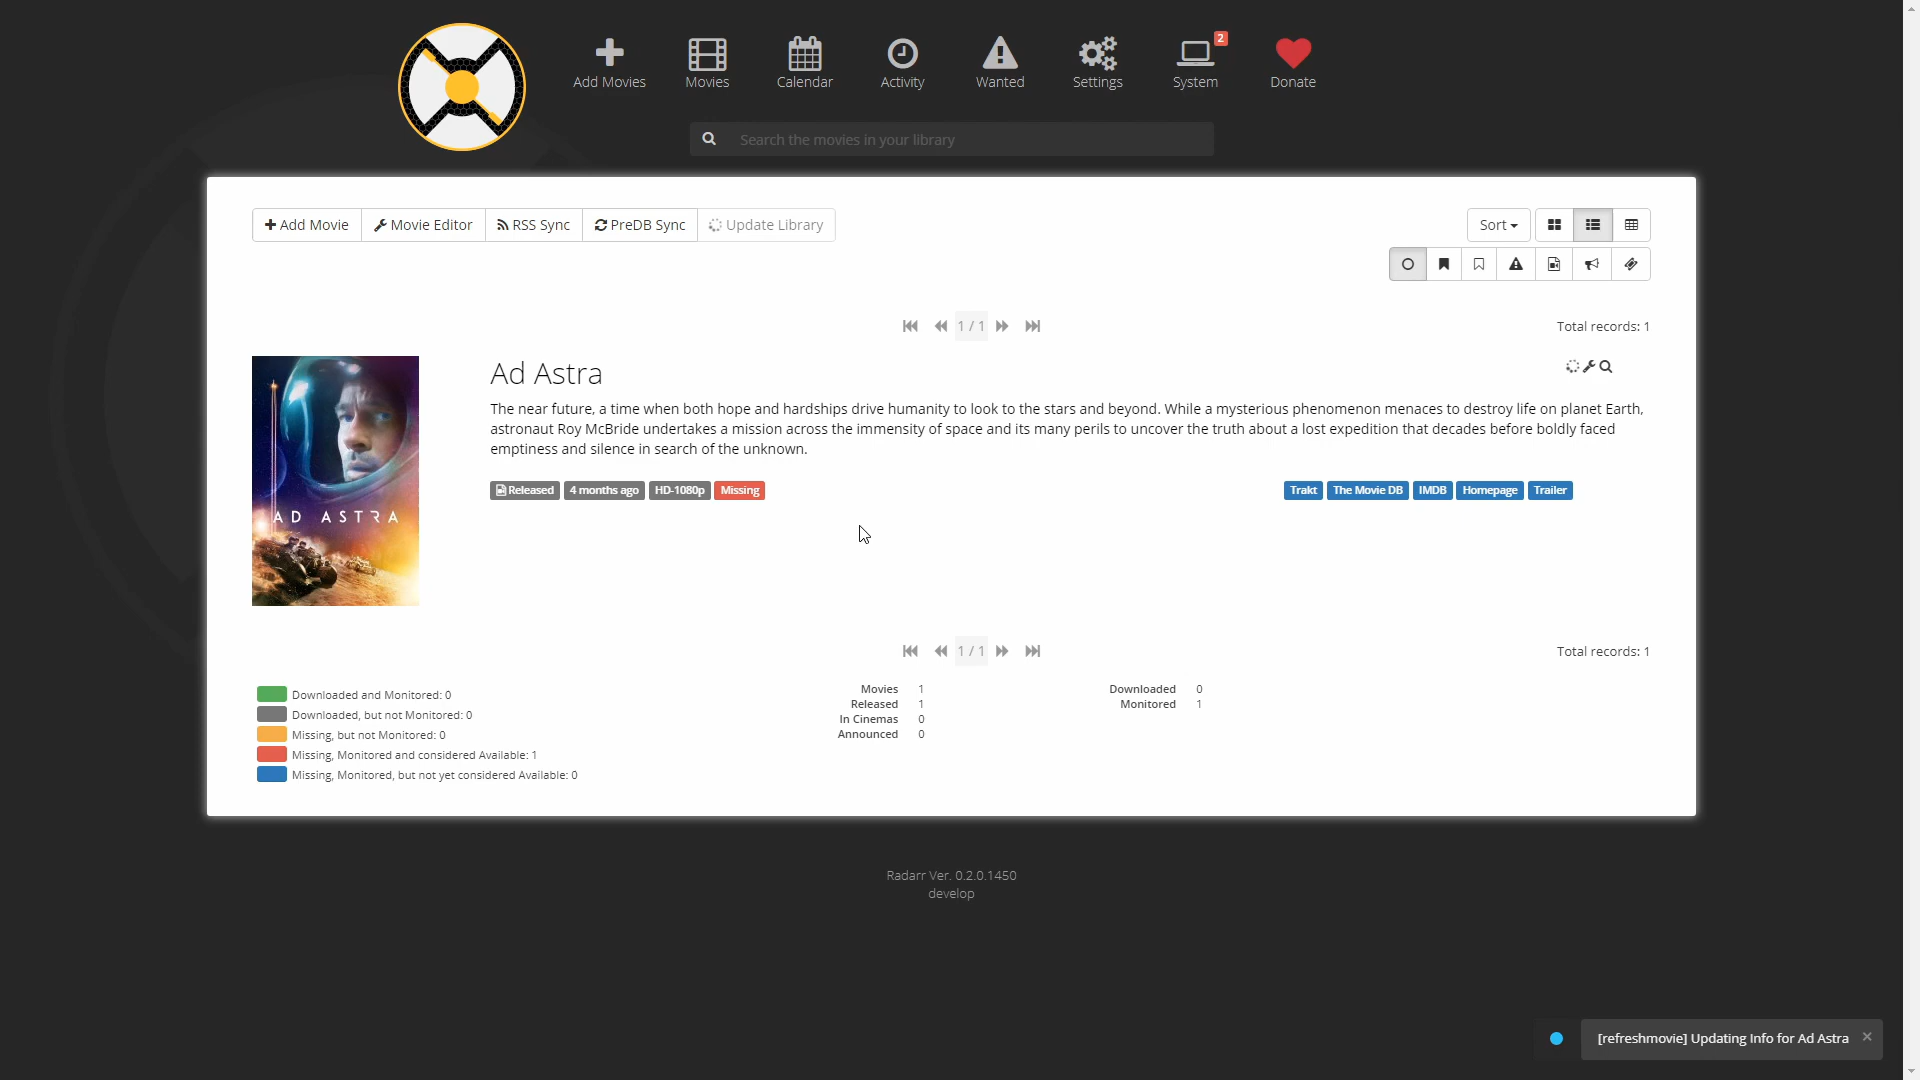 Add Movies
Movies
Calendar
Activity
Wanted
Settings
2
System
Donate
Search the movies in your library
Add Movie
Movie Editor
RSS Sync
PreDB Sync
Update Library
Sort
1 / 1
Total records: 1
Ad Astra
The near future, a time when both hope and hardships drive humanity to look to the stars and beyond. While a mysterious phenomenon menaces to destroy life on planet Earth,
astronaut Roy McBride undertakes a mission across the immensity of space and its many perils to uncover the truth about a lost expedition that decades before boldly faced
emptiness and silence in search of the unknown.
Released
4 months ago
HD-1080p
Missing
Trakt
The Movie DB
IMDB
Homepage
Trailer
AD ASTRA
1 / 1
Total records: 1
Downloaded and Monitored: 0
Downloaded, but not Monitored: 0
Missing, but not Monitored: 0
Missing, Monitored and considered Available: 1
Missing, Monitored, but not yet considered Available: 0
Movies 1
Released 1
In Cinemas 0
Announced 0
Downloaded 0
Monitored 1
Radarr Ver. 0.2.0.1450
develop
[refreshmovie] Updating Info for Ad Astra